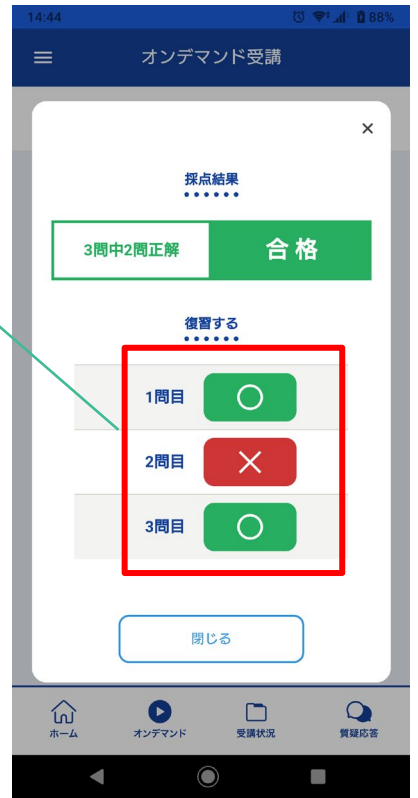 14:44
88%
オンデマンド受講
×
採点結果
3問中2問正解 合格
復習する
1問目
2問目
3問目
閉じる
ホーム オンデマンド 受講状況 質疑応答